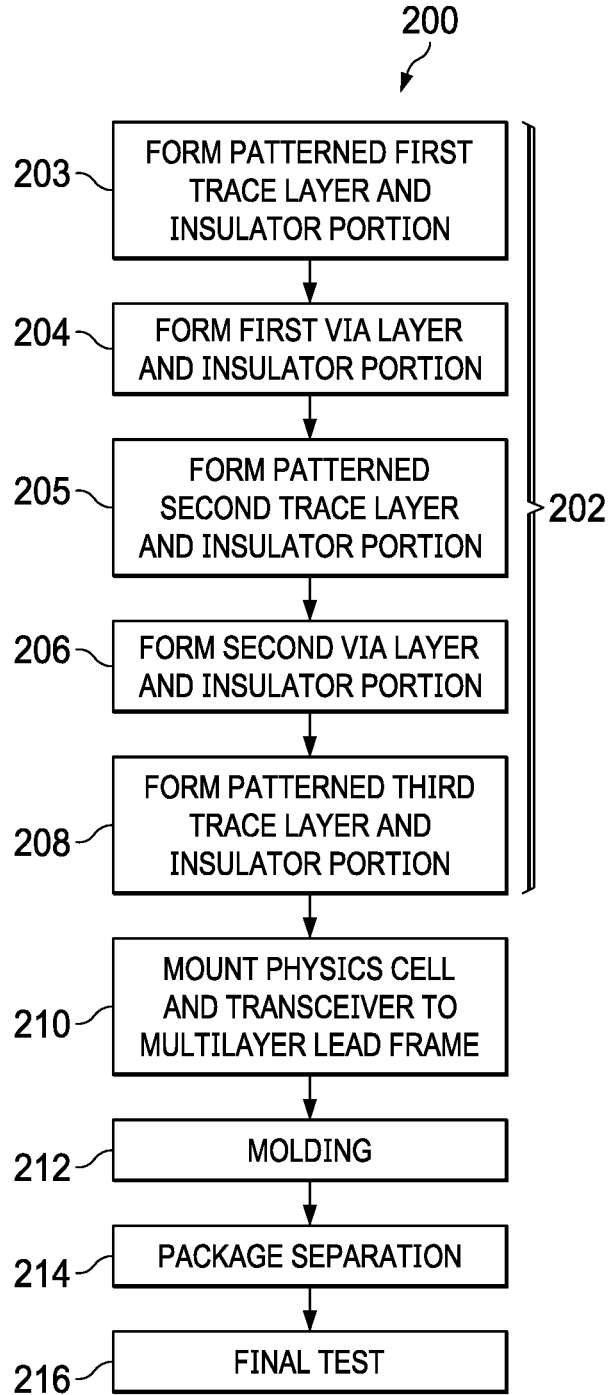 200
203
FORM PATTERNED FIRST
TRACE LAYER AND
INSULATOR PORTION
204
FORM FIRST VIA LAYER
AND INSULATOR PORTION
205
FORM PATTERNED
SECOND TRACE LAYER
AND INSULATOR PORTION
202
206
FORM SECOND VIA LAYER
AND INSULATOR PORTION
208
FORM PATTERNED THIRD
TRACE LAYER AND
INSULATOR PORTION
210
MOUNT PHYSICS CELL
AND TRANSCEIVER TO
MULTILAYER LEAD FRAME
212
MOLDING
214
PACKAGE SEPARATION
216
FINAL TEST